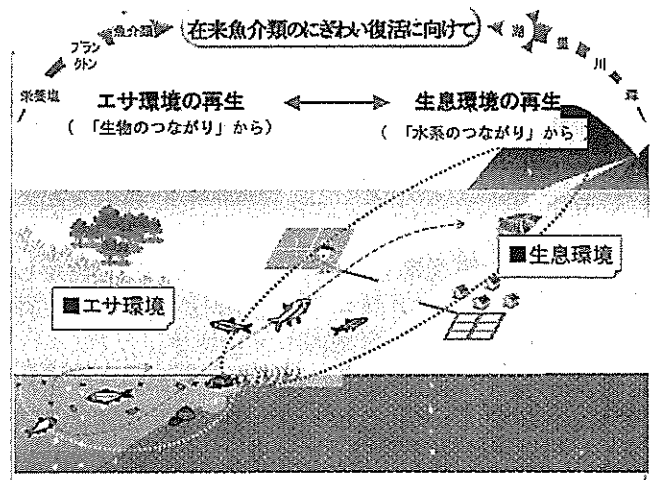 在来魚介類のにぎわい復活に向けて
魚介類
プラン
クトン
栄養塩
湖
里
川
森
エサ環境の再生
生息環境の再生
(「生物のつながり」から)
(「水系のつながり」から
■生息環境
■エサ環境